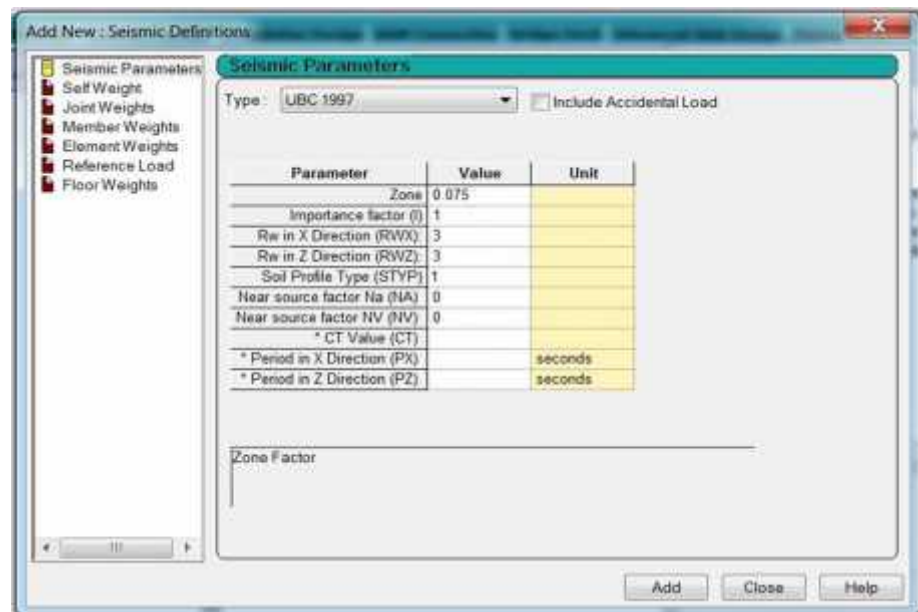 Add New : Seismic Definitions
Seismic Parameters
Self Weight
Joint Weights
Member Weights
Element Weights
Reference Load
Floor Weights
Seismic Parameters
Type : UBC 1997 Include Accidental Load
Parameter Value Unit
Zone 0.075
Importance factor (I) 1
Rw in X Direction (RWX) 3
Rw in Z Direction (RWZ) 3
Soil Profile Type (STYP) 1
Near source factor Na (NA) 0
Near source factor NV (NV) 0
* CT Value (CT)
* Period in X Direction (PX) seconds
* Period in Z Direction (PZ) seconds
Zone Factor
Add Close Help